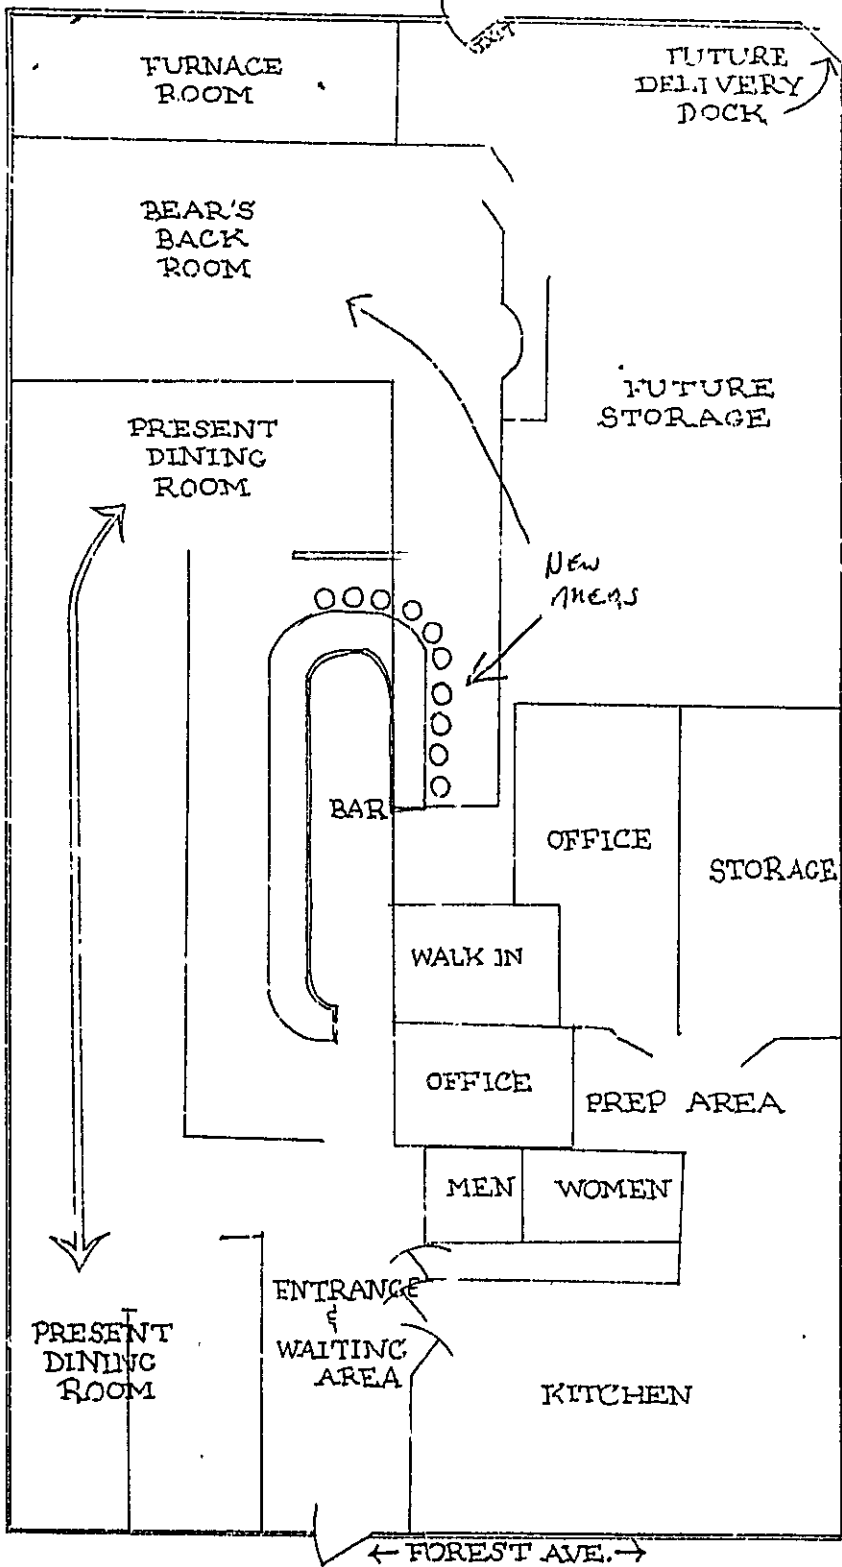 EXIT
FURNACE
ROOM
FUTURE
DELIVERY
DOCK
BEAR'S
BACK
ROOM
FUTURE
STORAGE
PRESENT
DINING
ROOM
NEW
AREAS
BAR
OFFICE
STORAGE
WALK IN
OFFICE
PREP AREA
MEN
WOMEN
ENTRANCE
&
WAITING
AREA
PRESENT
DINING
ROOM
KITCHEN
← FOREST AVE. →